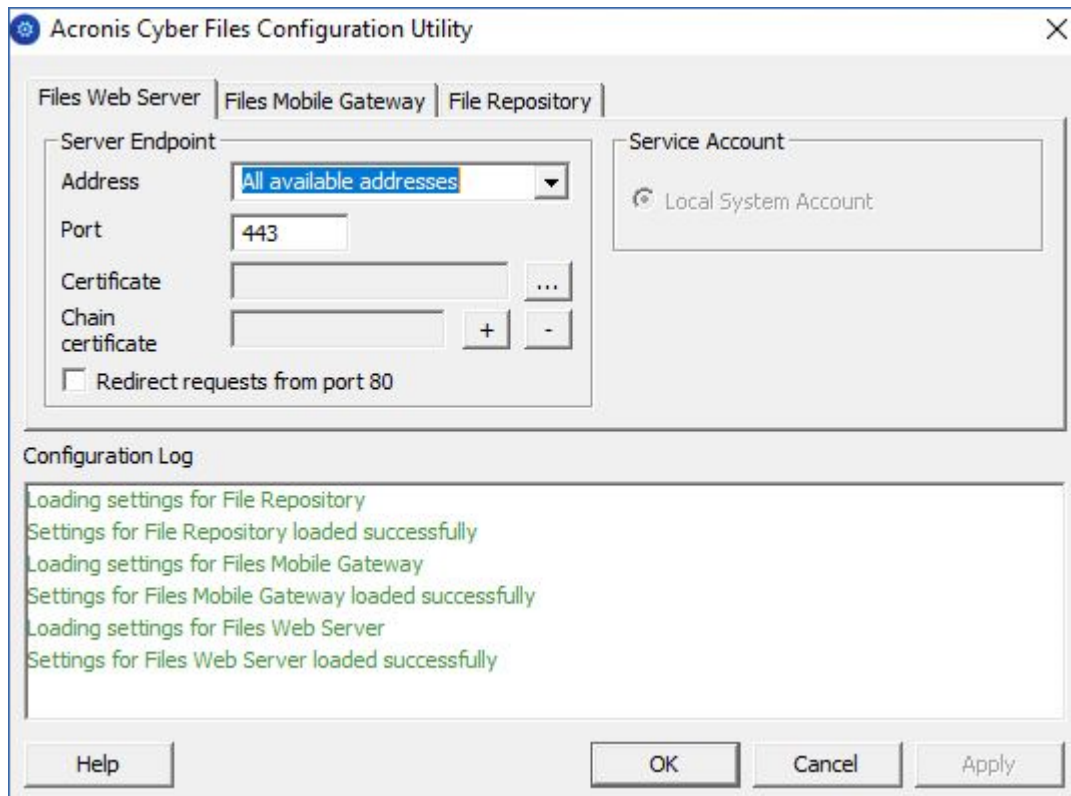 Acronis Cyber Files Configuration Utility
Files Web Server
Files Mobile Gateway
File Repository
Server Endpoint
Address
All available addresses
Port
443
Certificate
...
Chain
certificate
+
-
Redirect requests from port 80
Service Account
Local System Account
Configuration Log
Loading settings for File Repository
Settings for File Repository loaded successfully
Loading settings for Files Mobile Gateway
Settings for Files Mobile Gateway loaded successfully
Loading settings for Files Web Server
Settings for Files Web Server loaded successfully
Help
OK
Cancel
Apply